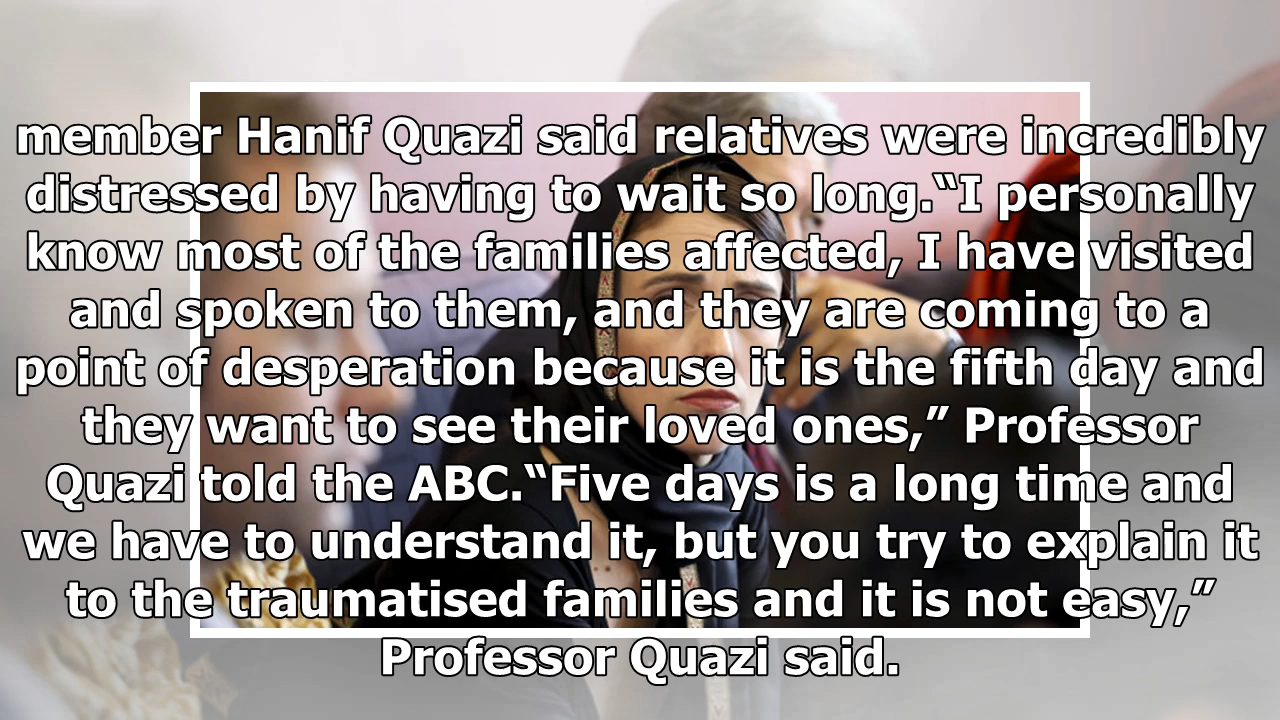 member Hanif Quazi said relatives were incredibly
distressed by having to wait so long.“I personally
know most of the families affected, I have visited
and spoken to them, and they are coming to a
point of desperation because it is the fifth day and
they want to see their loved ones,” Professor
Quazi told the ABC.“Five days is a long time and
we have to understand it, but you try to explain it
to the traumatised families and it is not easy,”
Professor Quazi said.